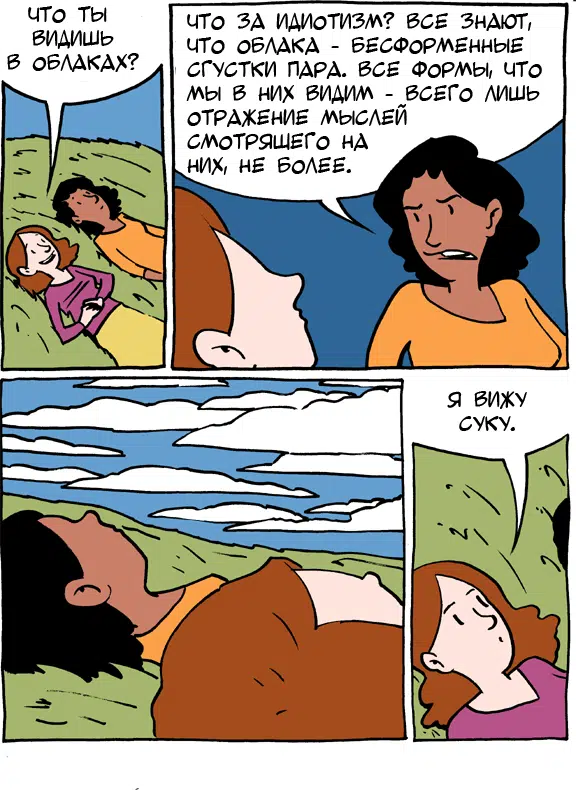 ЧТО ТЫ
ВИДИШЬ
В ОБЛАКАХ?
ЧТО ЗА ИДИОТИЗМ? ВСЕ ЗНАЮТ,
ЧТО ОБЛАКА - БЕСФОРМЕННЫЕ
СГУСТКИ ПАРА. ВСЕ ФОРМЫ, ЧТО
МЫ В НИХ ВИДИМ - ВСЕГО ЛИШЬ
ОТРАЖЕНИЕ МЫСЛЕЙ
СМОТРЯЩЕГО НА
НИХ, НЕ БОЛЕЕ.
Я ВИЖУ
СУКУ.